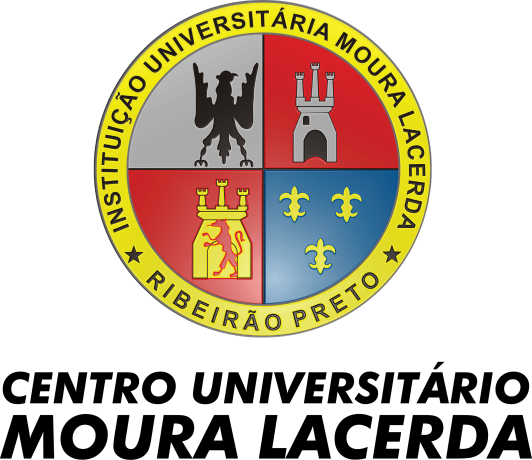 INSTITUIÇÃO UNIVERSITÁRIA MOURA LACERDA
★ RIBEIRÃO PRETO ★
CENTRO UNIVERSITÁRIO
MOURA LACERDA